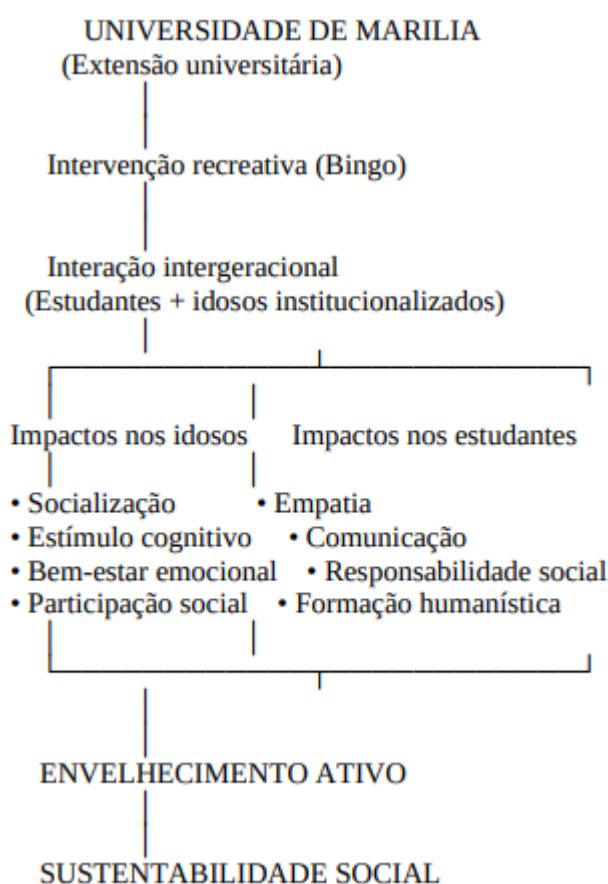 UNIVERSIDADE DE MARILIA
(Extensão universitária)
Intervenção recreativa (Bingo)
Interação intergeracional
(Estudantes + idosos institucionalizados)
Impactos nos idosos Impactos nos estudantes
• Socialização • Empatia
• Estímulo cognitivo • Comunicação
• Bem-estar emocional • Responsabilidade social
• Participação social • Formação humanística
ENVELHECIMENTO ATIVO
SUSTENTABILIDADE SOCIAL